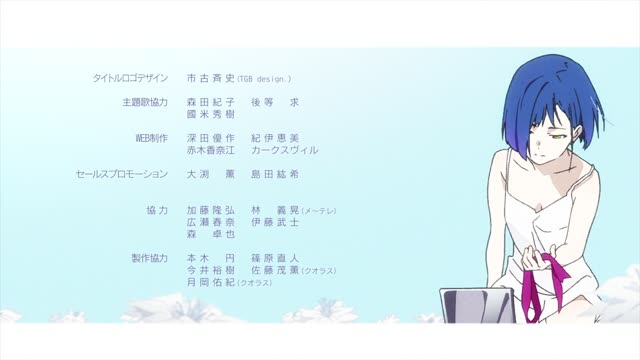 タイトルロゴデザイン 市古斉史(TGB design.)
主題歌協力 森田紀子 後等 求
國米秀樹
WEB制作 深田優作 紀伊恵美
赤木香奈江 カークスヴィル
セールスプロモーション 大渕 薫 島田紘希
協力 加藤隆弘 林 義晃(メ~テレ)
広瀬春奈 伊藤武士
森 卓也
製作協力 本木 円 篠原直人
今井裕樹 佐藤茂薫(クオラス)
月岡佑紀(クオラス)